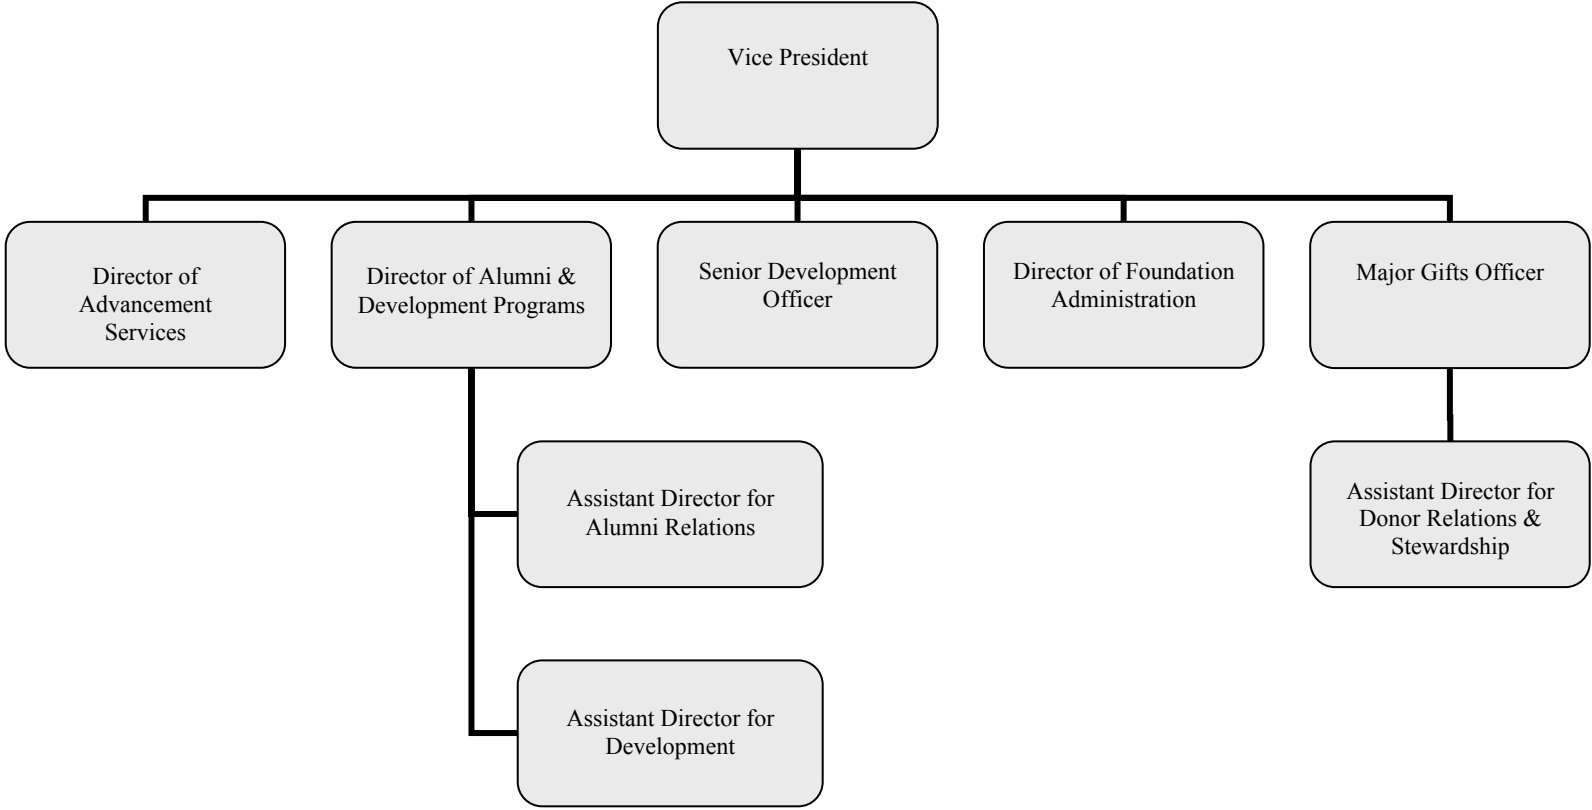 Vice President
Director of
Advancement
Services
Director of Alumni &
Development Programs
Senior Development
Officer
Director of Foundation
Administration
Major Gifts Officer
Assistant Director for
Alumni Relations
Assistant Director for
Donor Relations &
Stewardship
Assistant Director for
Development